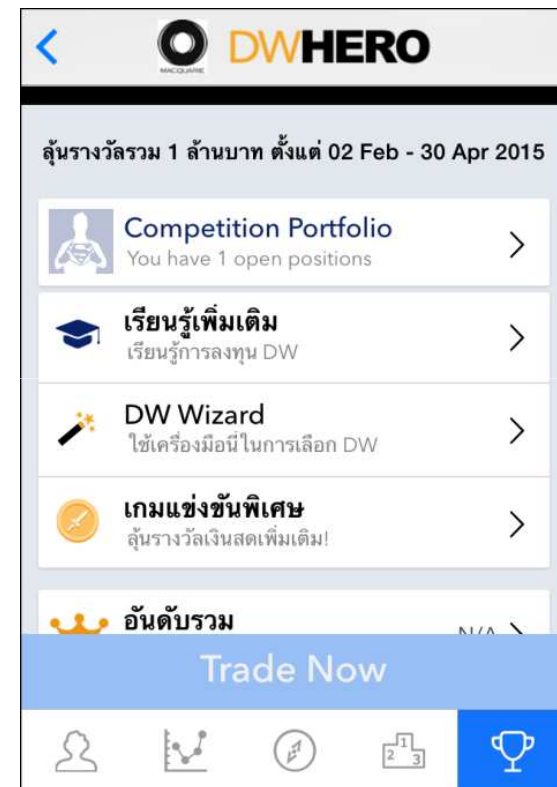 MACQUARIE
DWHERO
ลุ้นรางวัลรวม 1 ล้านบาท ตั้งแต่ 02 Feb - 30 Apr 2015
Competition Portfolio
You have 1 open positions
เรียนรู้เพิ่มเติม
เรียนรู้การลงทุน DW
DW Wizard
ใช้เครื่องมือนี้ในการเลือก DW
เกมแข่งขันพิเศษ
ลุ้นรางวัลเงินสดเพิ่มเติม!
อันดับรวม
N/A
Trade Now
1
2
3